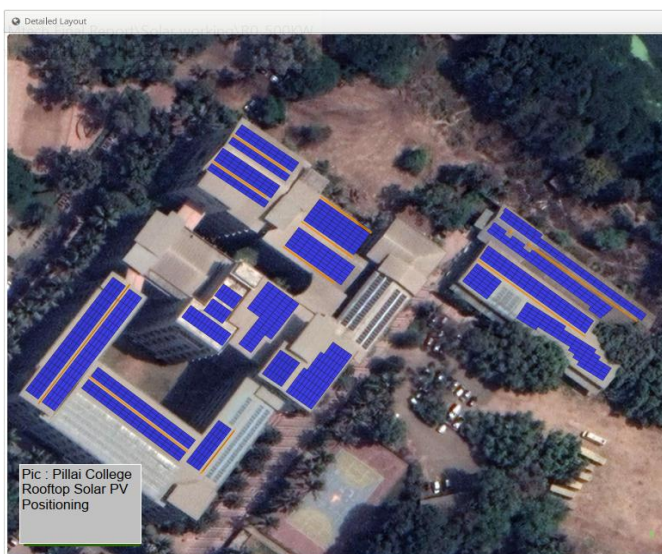 Detailed Layout
Pic : Pillai College
Rooftop Solar PV
Positioning